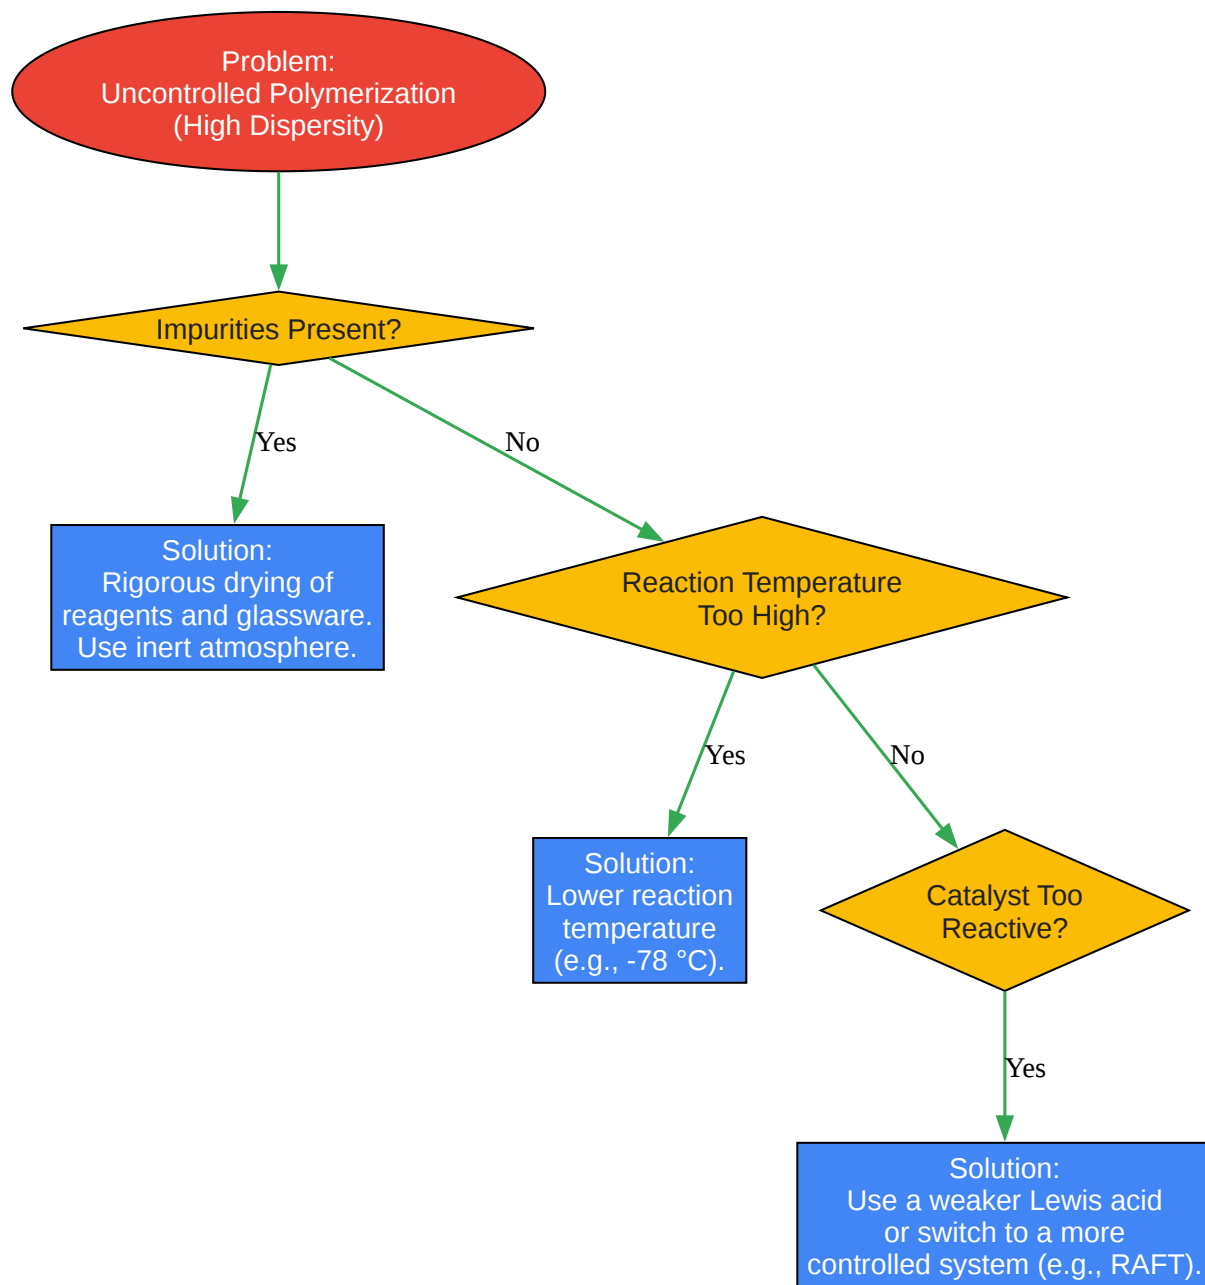 Problem:
Uncontrolled Polymerization
(High Dispersity)
Impurities Present?
Yes
No
Solution:
Rigorous drying of
reagents and glassware.
Use inert atmosphere.
Reaction Temperature
Too High?
Yes
No
Solution:
Lower reaction
temperature
(e.g., -78 °C).
Catalyst Too
Reactive?
Yes
Solution:
Use a weaker Lewis acid
or switch to a more
controlled system (e.g., RAFT).